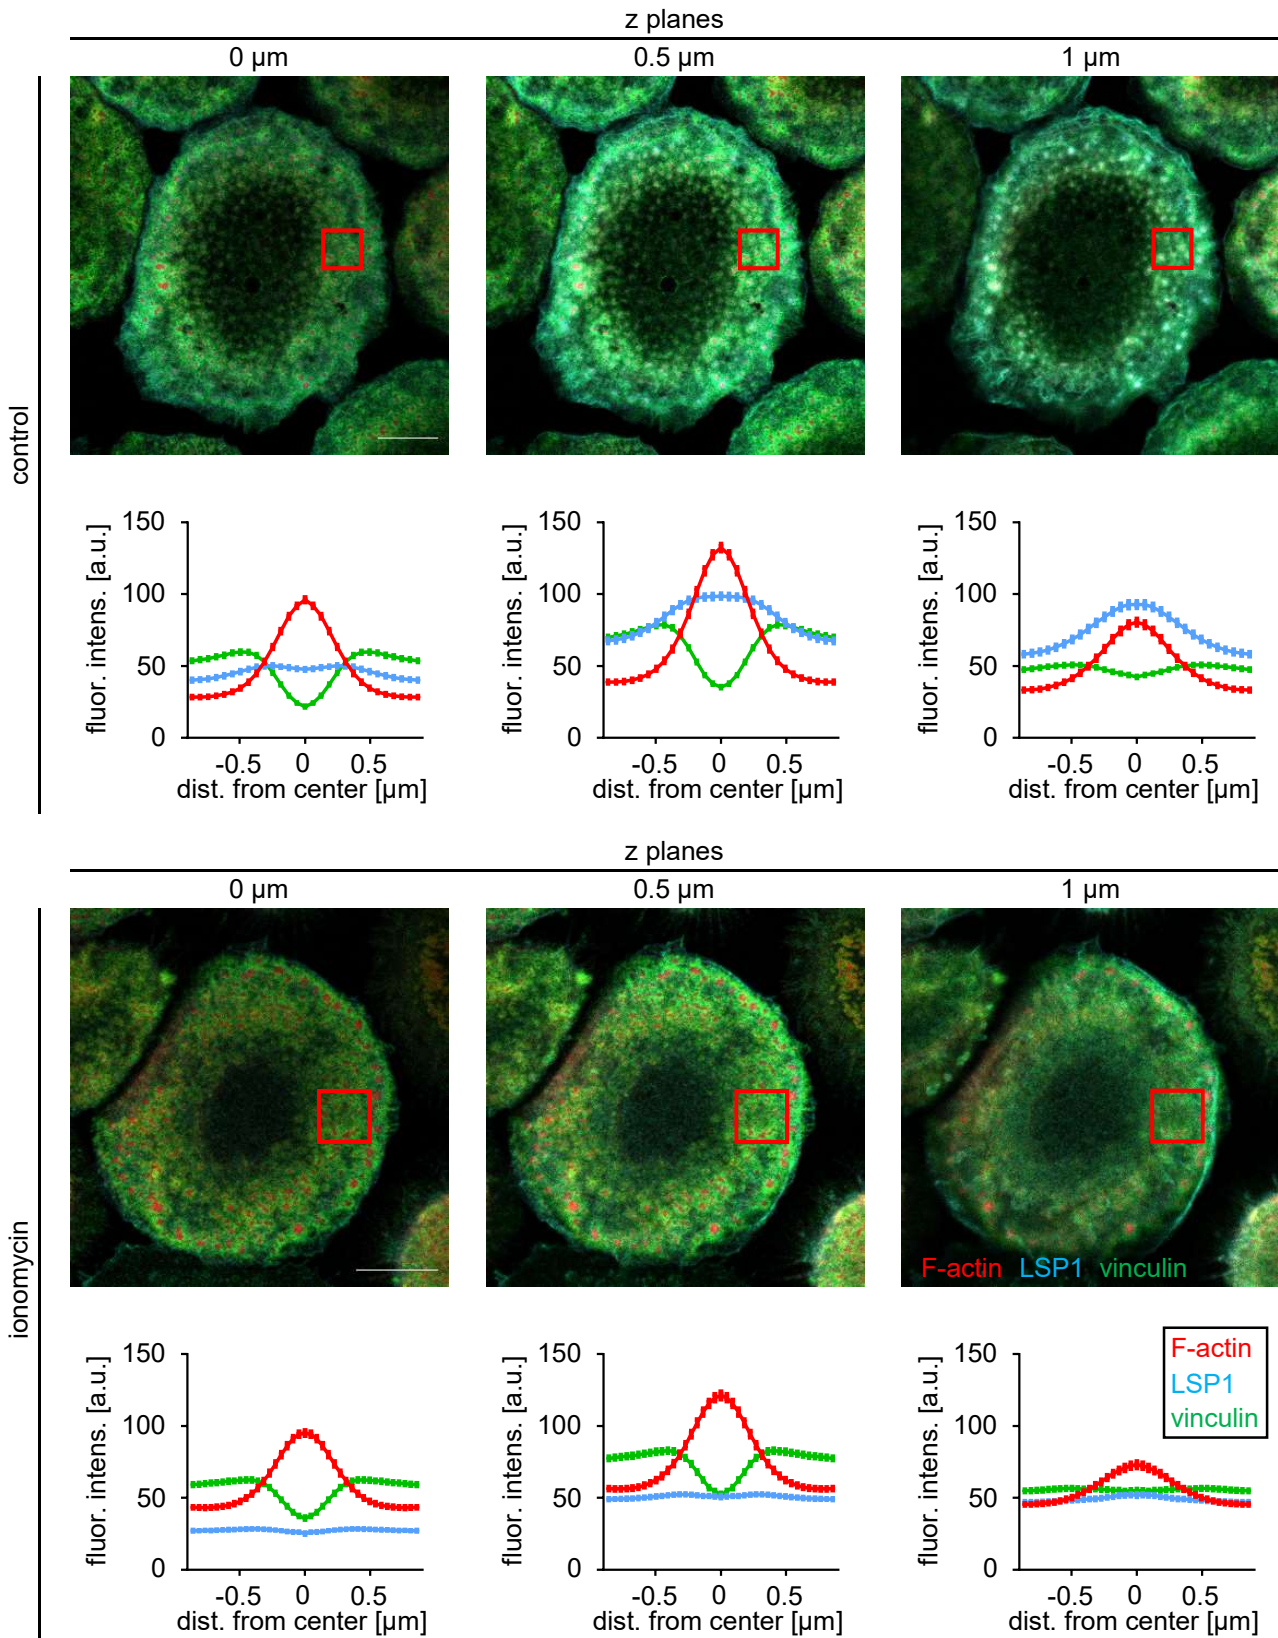 z planes
0 µm 0.5 µm 1 µm
control
fluor. intens. [a.u.] fluor. intens. [a.u.] fluor. intens. [a.u.]
150 150 150
100 100 100
50 50 50
0 0 0
-0.5 0 0.5 -0.5 0 0.5 -0.5 0 0.5
dist. from center [µm] dist. from center [µm] dist. from center [µm]
z planes
0 µm 0.5 µm 1 µm
ionomycin
F-actin LSP1 vinculin
fluor. intens. [a.u.] fluor. intens. [a.u.] fluor. intens. [a.u.]
150 150 150
F-actin
LSP1
vinculin
100 100 100
50 50 50
0 0 0
-0.5 0 0.5 -0.5 0 0.5 -0.5 0 0.5
dist. from center [µm] dist. from center [µm] dist. from center [µm]